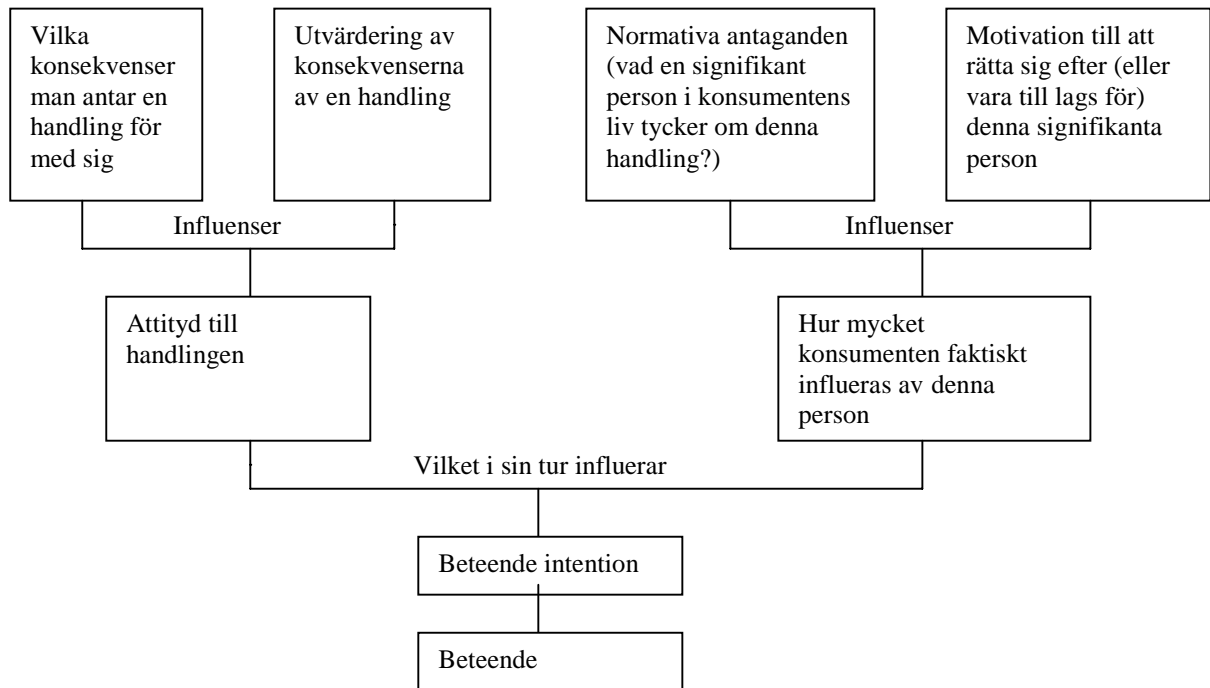 Vilka
konsekvenser
man antar en
handling för
med sig
Utvärdering av
konsekvenserna
av en handling
Normativa antaganden
(vad en signifikant
person i konsumentens
liv tycker om denna
handling?)
Motivation till att
rätta sig efter (eller
vara till lags för)
denna signifikanta
person
Influenser
Influenser
Attityd till
handlingen
Hur mycket
konsumenten faktiskt
influeras av denna
person
Vilket i sin tur influerar
Beteende intention
Beteende